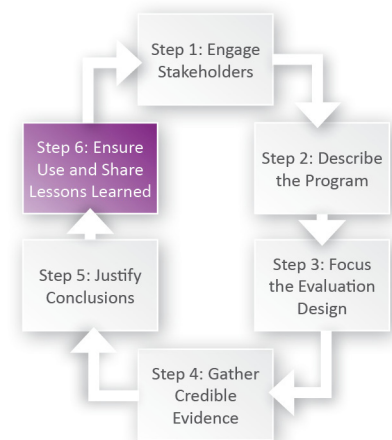 Step 1: Engage
Stakeholders
Step 2: Describe
the Program
Step 3: Focus
the Evaluation
Design
Step 4: Gather
Credible
Evidence
Step 5: Justify
Conclusions
Step 6: Ensure
Use and Share
Lessons Learned